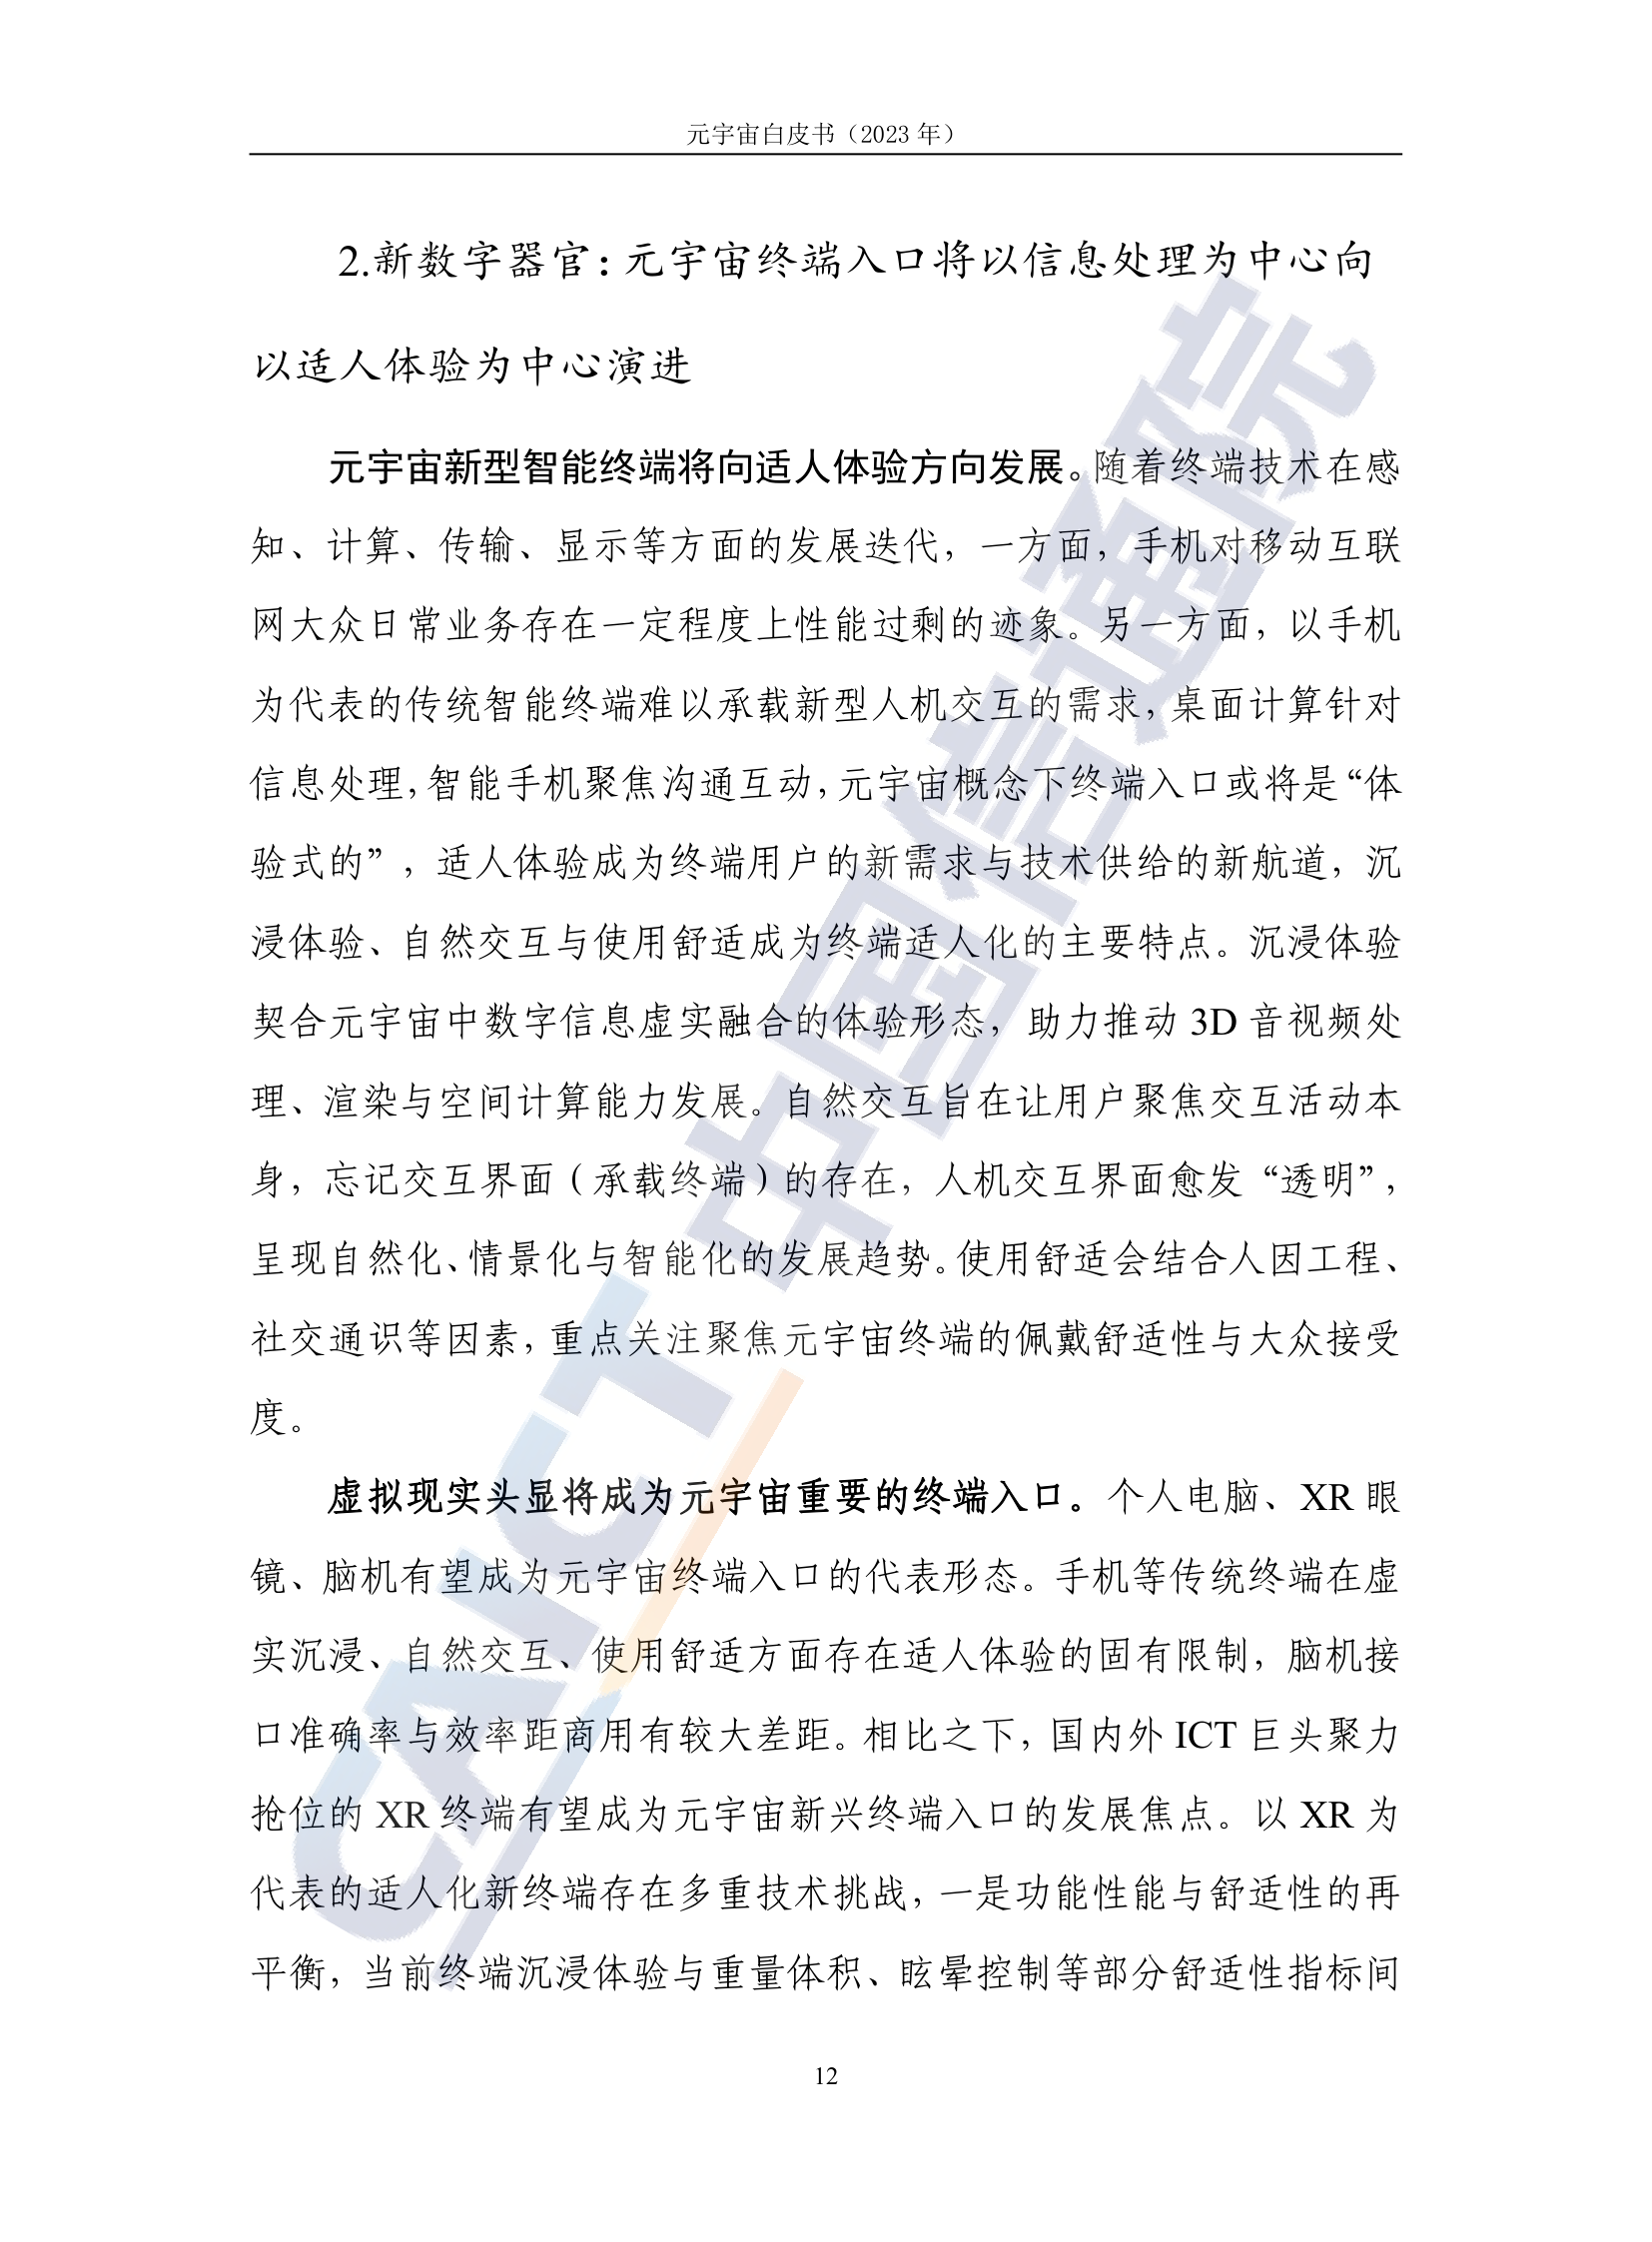 元宇宙白皮书（2023 年）
2.新数字器官：元宇宙终端入口将以信息处理为中心向
以适人体验为中心演进
元宇宙新型智能终端将向适人体验方向发展。随着终端技术在感
知、计算、传输、显示等方面的发展迭代，一方面，手机对移动互联
网大众日常业务存在一定程度上性能过剩的迹象。另一方面，以手机
为代表的传统智能终端难以承载新型人机交互的需求，桌面计算针对
信息处理，智能手机聚焦沟通互动，元宇宙概念下终端入口或将是“体
验式的”，适人体验成为终端用户的新需求与技术供给的新航道，沉
浸体验、自然交互与使用舒适成为终端适人化的主要特点。沉浸体验
契合元宇宙中数字信息虚实融合的体验形态，助力推动 3D 音视频处
理、渲染与空间计算能力发展。自然交互旨在让用户聚焦交互活动本
身，忘记交互界面（承载终端）的存在，人机交互界面愈发“透明”，
呈现自然化、情景化与智能化的发展趋势。使用舒适会结合人因工程、
社交通识等因素，重点关注聚焦元宇宙终端的佩戴舒适性与大众接受
度。
虚拟现实头显将成为元宇宙重要的终端入口。个人电脑、XR 眼
镜、脑机有望成为元宇宙终端入口的代表形态。手机等传统终端在虚
实沉浸、自然交互、使用舒适方面存在适人体验的固有限制，脑机接
口准确率与效率距商用有较大差距。相比之下，国内外 ICT 巨头聚力
抢位的 XR 终端有望成为元宇宙新兴终端入口的发展焦点。以 XR 为
代表的适人化新终端存在多重技术挑战，一是功能性能与舒适性的再
平衡，当前终端沉浸体验与重量体积、眩晕控制等部分舒适性指标间
12
CAICT 中国信通院